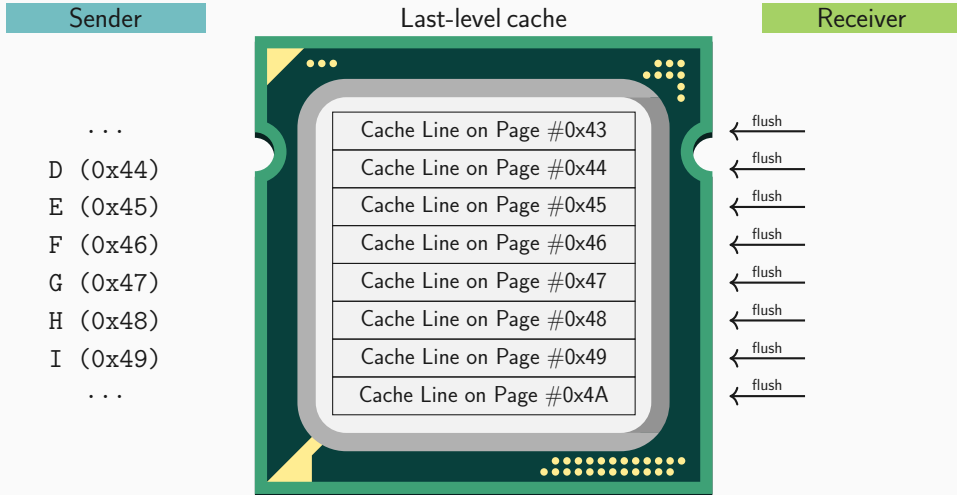 Sender Last-level cache Receiver
... Cache Line on Page #0x43 flush
D (0x44) Cache Line on Page #0x44 flush
E (0x45) Cache Line on Page #0x45 flush
F (0x46) Cache Line on Page #0x46 flush
G (0x47) Cache Line on Page #0x47 flush
H (0x48) Cache Line on Page #0x48 flush
I (0x49) Cache Line on Page #0x49 flush
... Cache Line on Page #0x4A flush